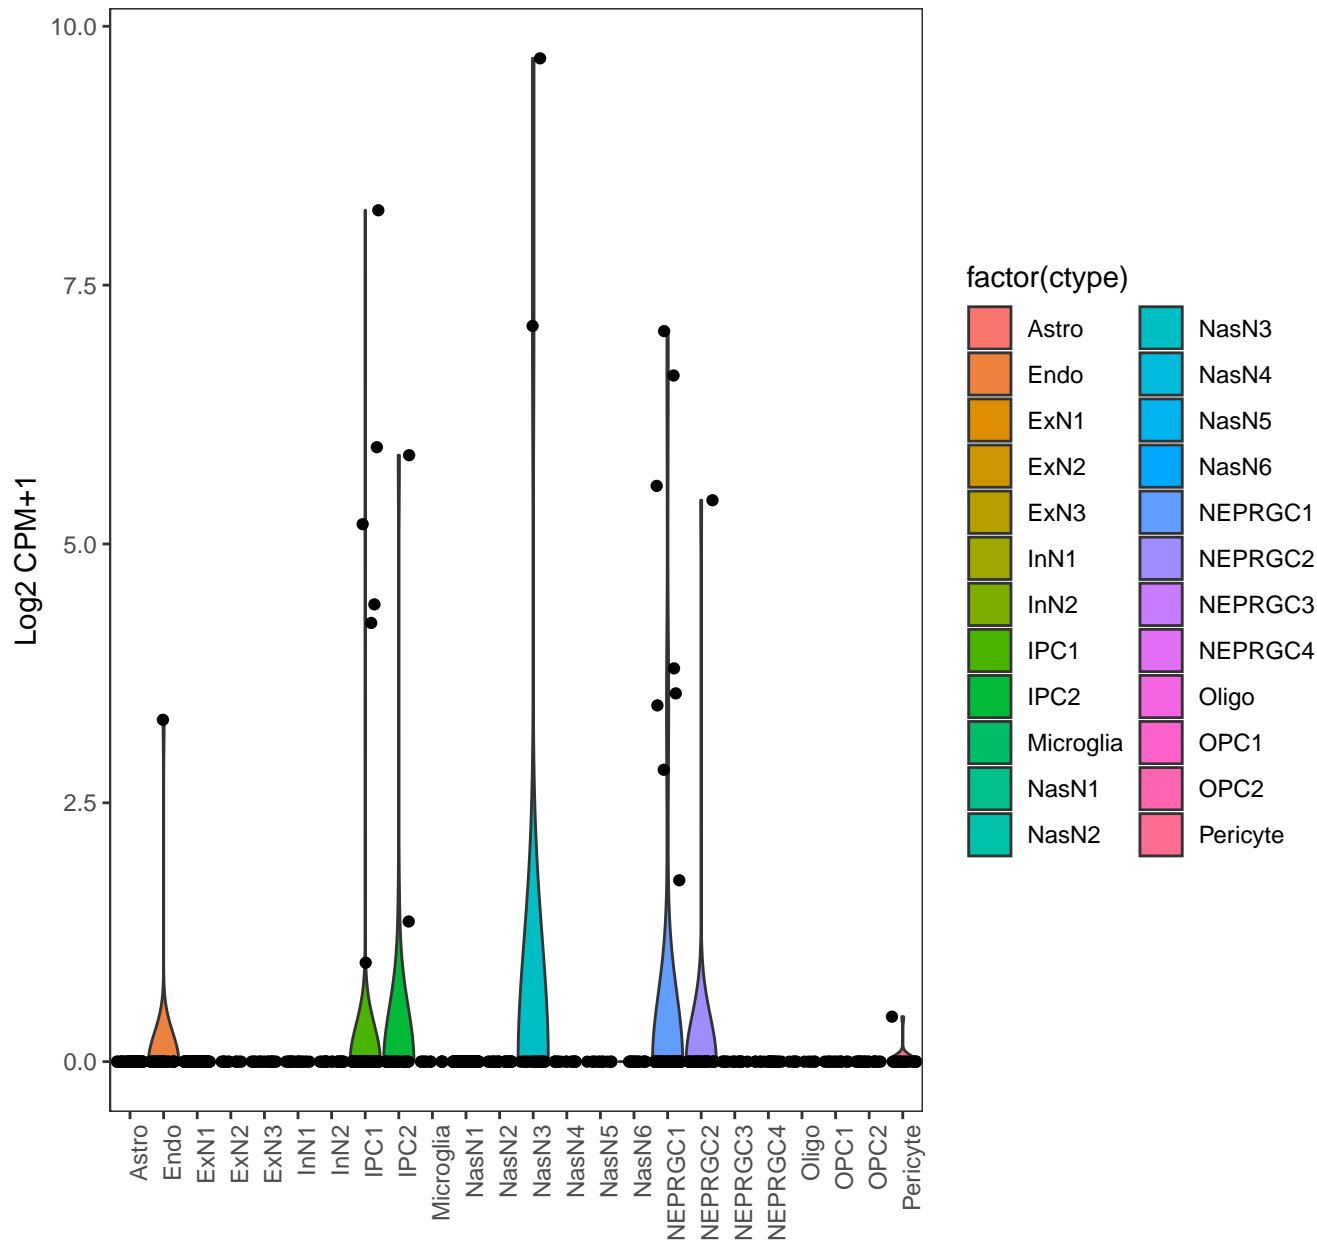 10.0
7.5
5.0
2.5
0.0
Log2 CPM+1
Astro
Endo
ExN1
ExN2
ExN3
InN1
InN2
IPC1
IPC2
Microglia
NasN1
NasN2
NasN3
NasN4
NasN5
NasN6
NEPRGC1
NEPRGC2
NEPRGC3
NEPRGC4
Oligo
OPC1
OPC2
Pericyte
factor(ctype)
Astro
Endo
ExN1
ExN2
ExN3
InN1
InN2
IPC1
IPC2
Microglia
NasN1
NasN2
NasN3
NasN4
NasN5
NasN6
NEPRGC1
NEPRGC2
NEPRGC3
NEPRGC4
Oligo
OPC1
OPC2
Pericyte